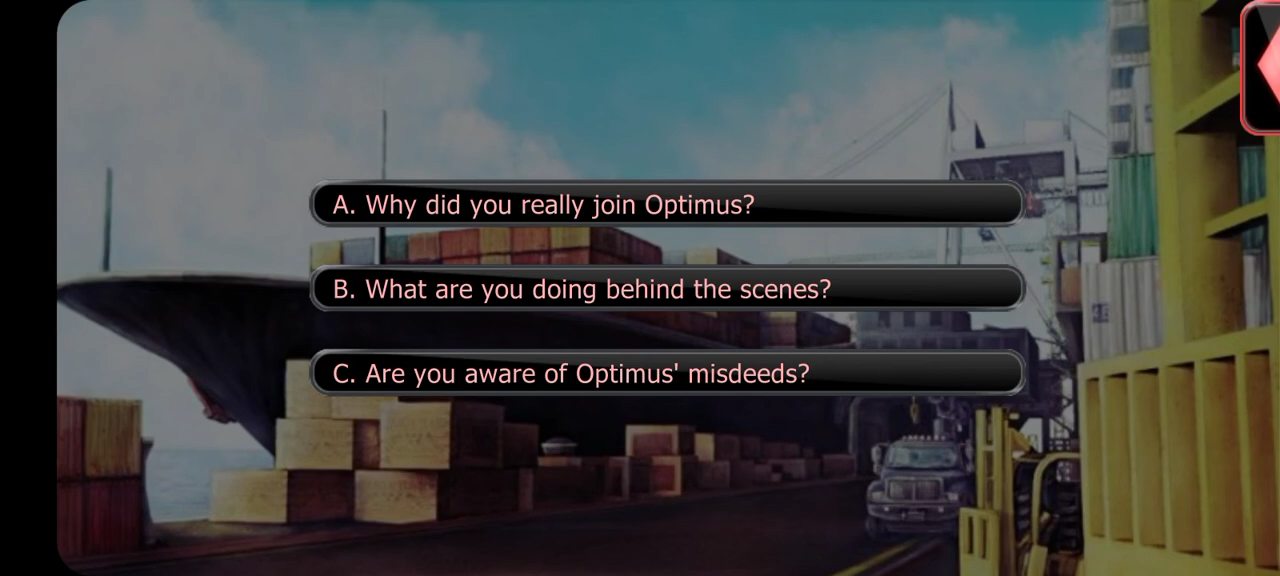 A. Why did you really join Optimus?
B. What are you doing behind the scenes?
C. Are you aware of Optimus' misdeeds?